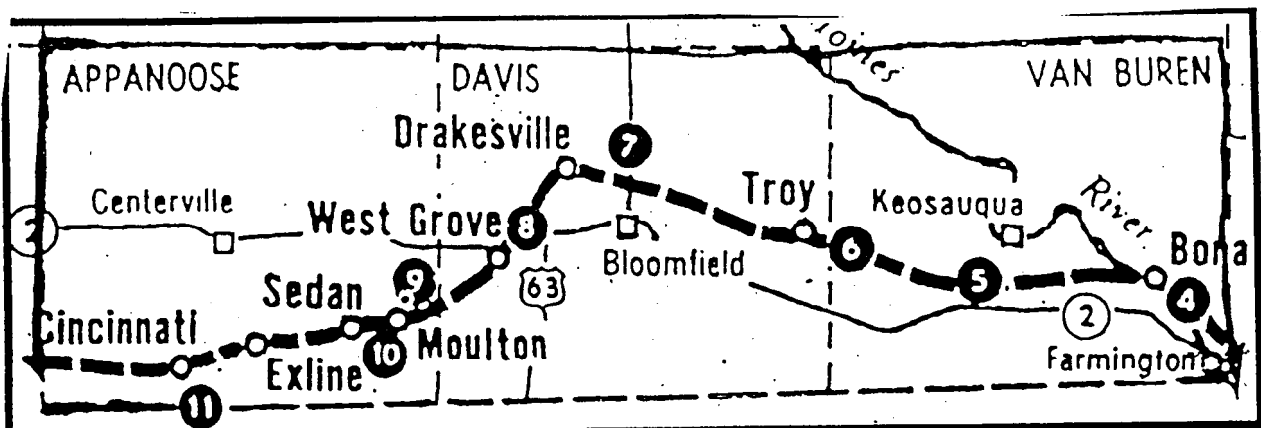 APPANOOSE
DAVIS
VAN BUREN
Drakesville
7
Troy
Centerville
West Grove
8
Keosauqua
River
2
Bloomfield
6
Bona
9
63
5
4
Sedan
2
Cincinnati
Moulton
Farmington
Exline
10
11